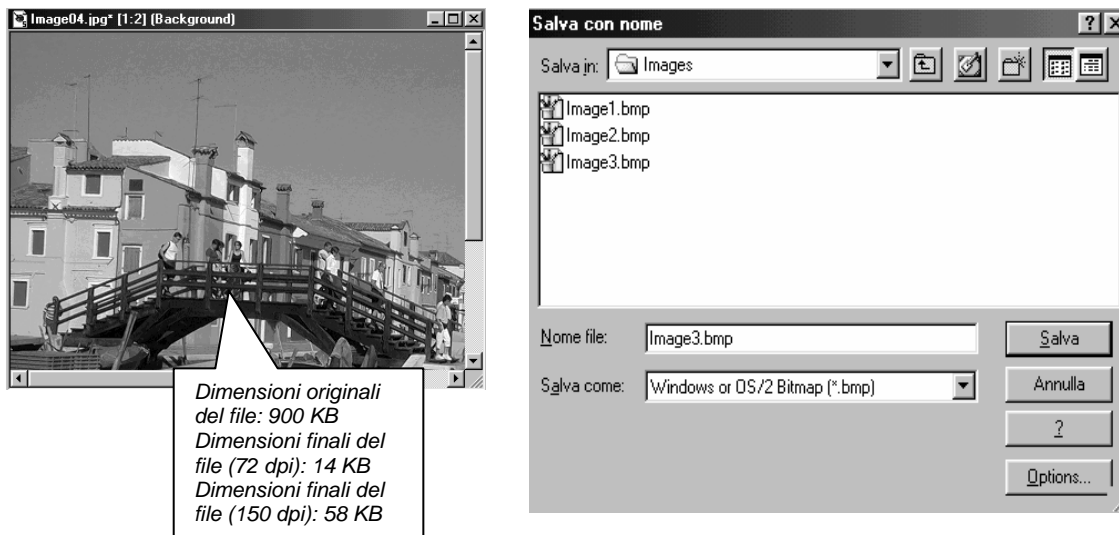 Image04.jpg* [1:2] (Background)
Dimensioni originali
del file: 900 KB
Dimensioni finali del
file (72 dpi): 14 KB
Dimensioni finali del
file (150 dpi): 58 KB
Salva con nome
Salva in: Images
Image1.bmp
Image2.bmp
Image3.bmp
Nome file: Image3.bmp Salva
Salva come: Windows or OS/2 Bitmap (*.bmp) Annulla
?
Options...